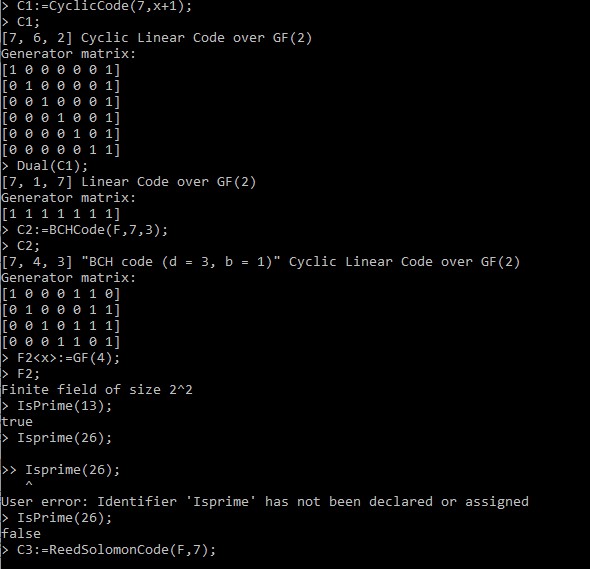 > C1:=CyclicCode(7,x+1);
> C1;
[7, 6, 2] Cyclic Linear Code over GF(2)
Generator matrix:
[1 0 0 0 0 0 1]
[0 1 0 0 0 0 1]
[0 0 1 0 0 0 1]
[0 0 0 1 0 0 1]
[0 0 0 0 1 0 1]
[0 0 0 0 0 1 1]
> Dual(C1);
[7, 1, 7] Linear Code over GF(2)
Generator matrix:
[1 1 1 1 1 1 1]
> C2:=BCHCode(F,7,3);
> C2;
[7, 4, 3] "BCH code (d = 3, b = 1)" Cyclic Linear Code over GF(2)
Generator matrix:
[1 0 0 0 1 1 0]
[0 1 0 0 0 1 1]
[0 0 1 0 1 1 1]
[0 0 0 1 1 0 1]
> F2<x>:=GF(4);
> F2;
Finite field of size 2^2
> IsPrime(13);
true
> Isprime(26);
>> Isprime(26);
^
User error: Identifier 'Isprime' has not been declared or assigned
> IsPrime(26);
false
> C3:=ReedSolomonCode(F,7);